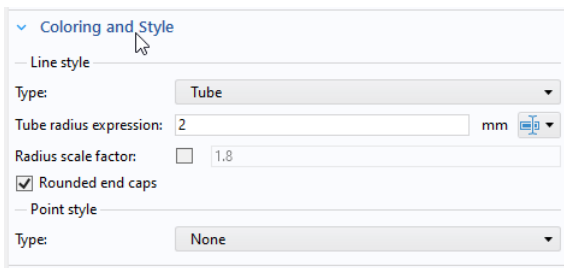 Coloring and Style
Line style
Type: Tube
Tube radius expression: 2 mm
Radius scale factor: 1.8
Rounded end caps
Point style
Type: None